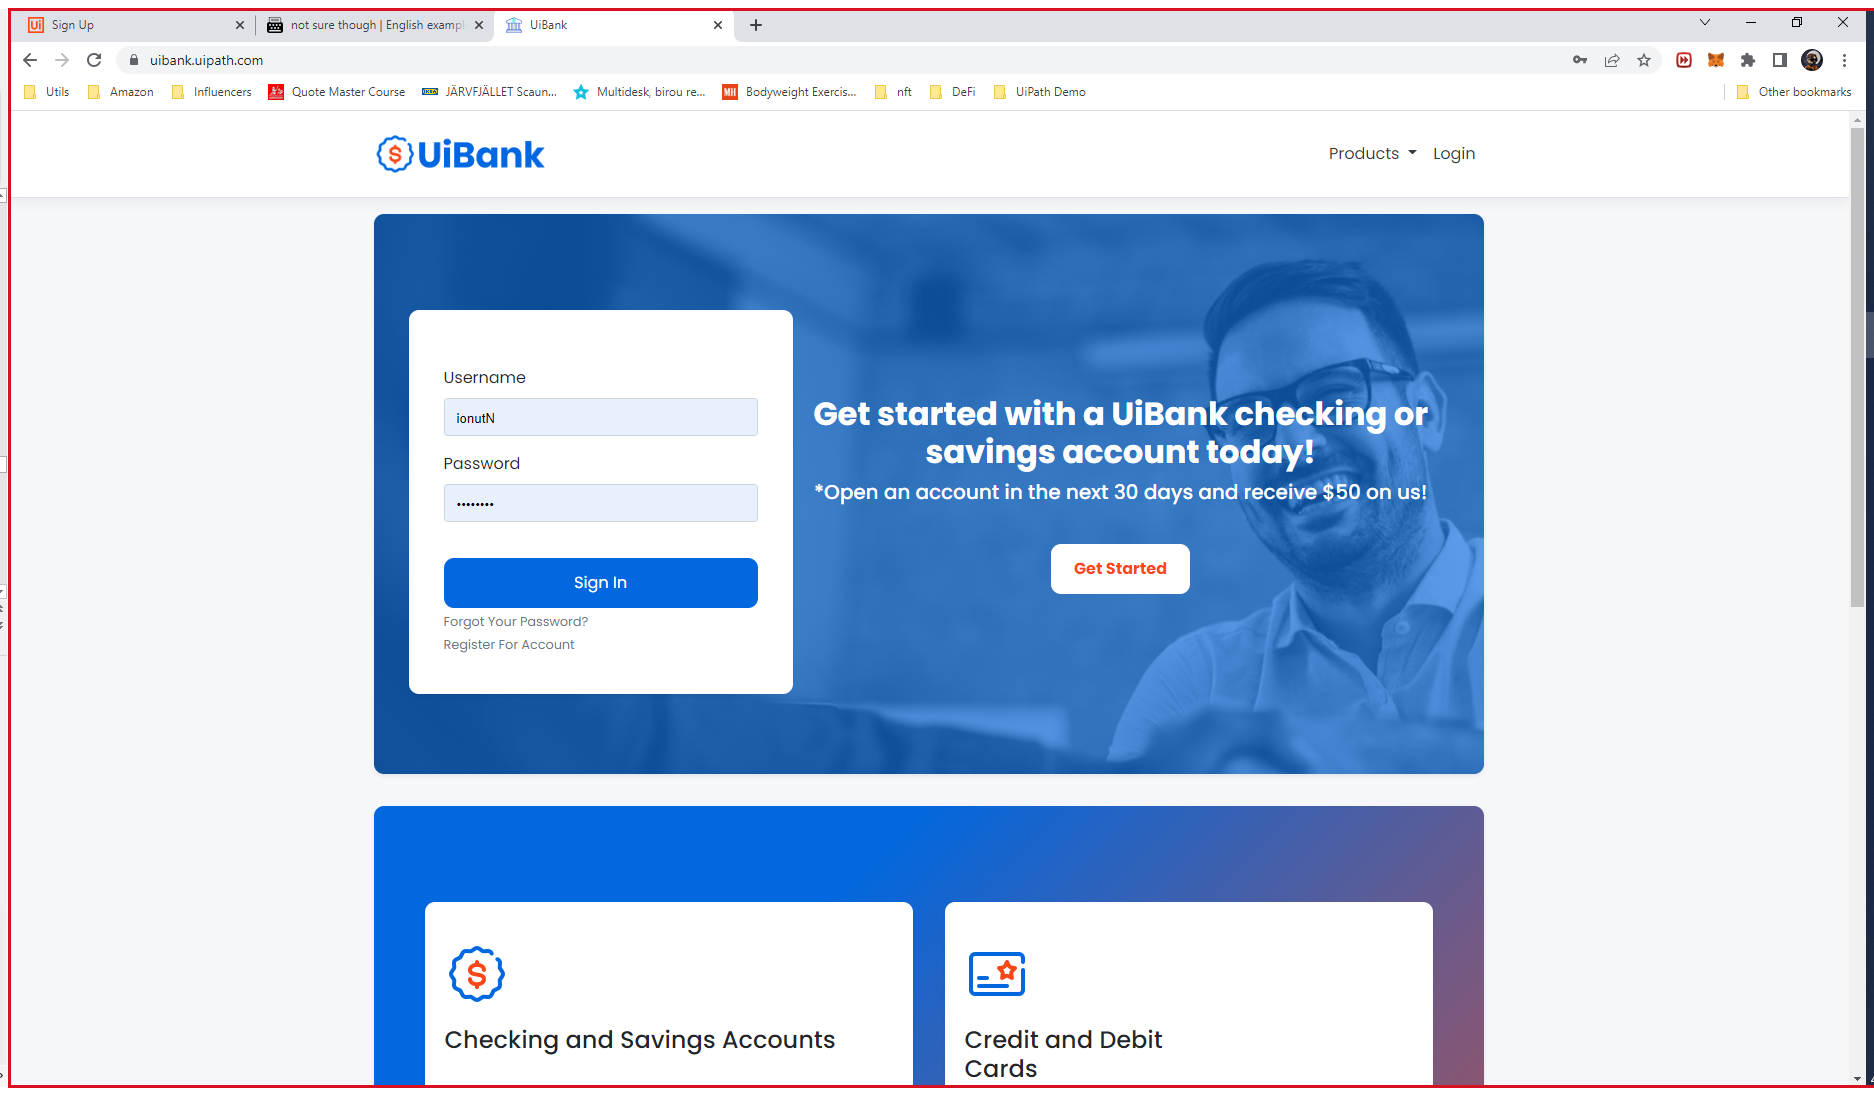 Sign Up
not sure though | English exampl
UiBank
uibank.uipath.com
Utils
Amazon
Influencers
Quote Master Course
JÄRVFJÄLLET Scaun...
Multidesk, birou re...
MH
Bodyweight Exercis...
nft
DeFi
UiPath Demo
Other bookmarks
UiBank
Products
Login
Username
ionutN
Password
Sign In
Forgot Your Password?
Register For Account
Get started with a UiBank checking or
savings account today!
*Open an account in the next 30 days and receive $50 on us!
Get Started
Checking and Savings Accounts
Credit and Debit
Cards